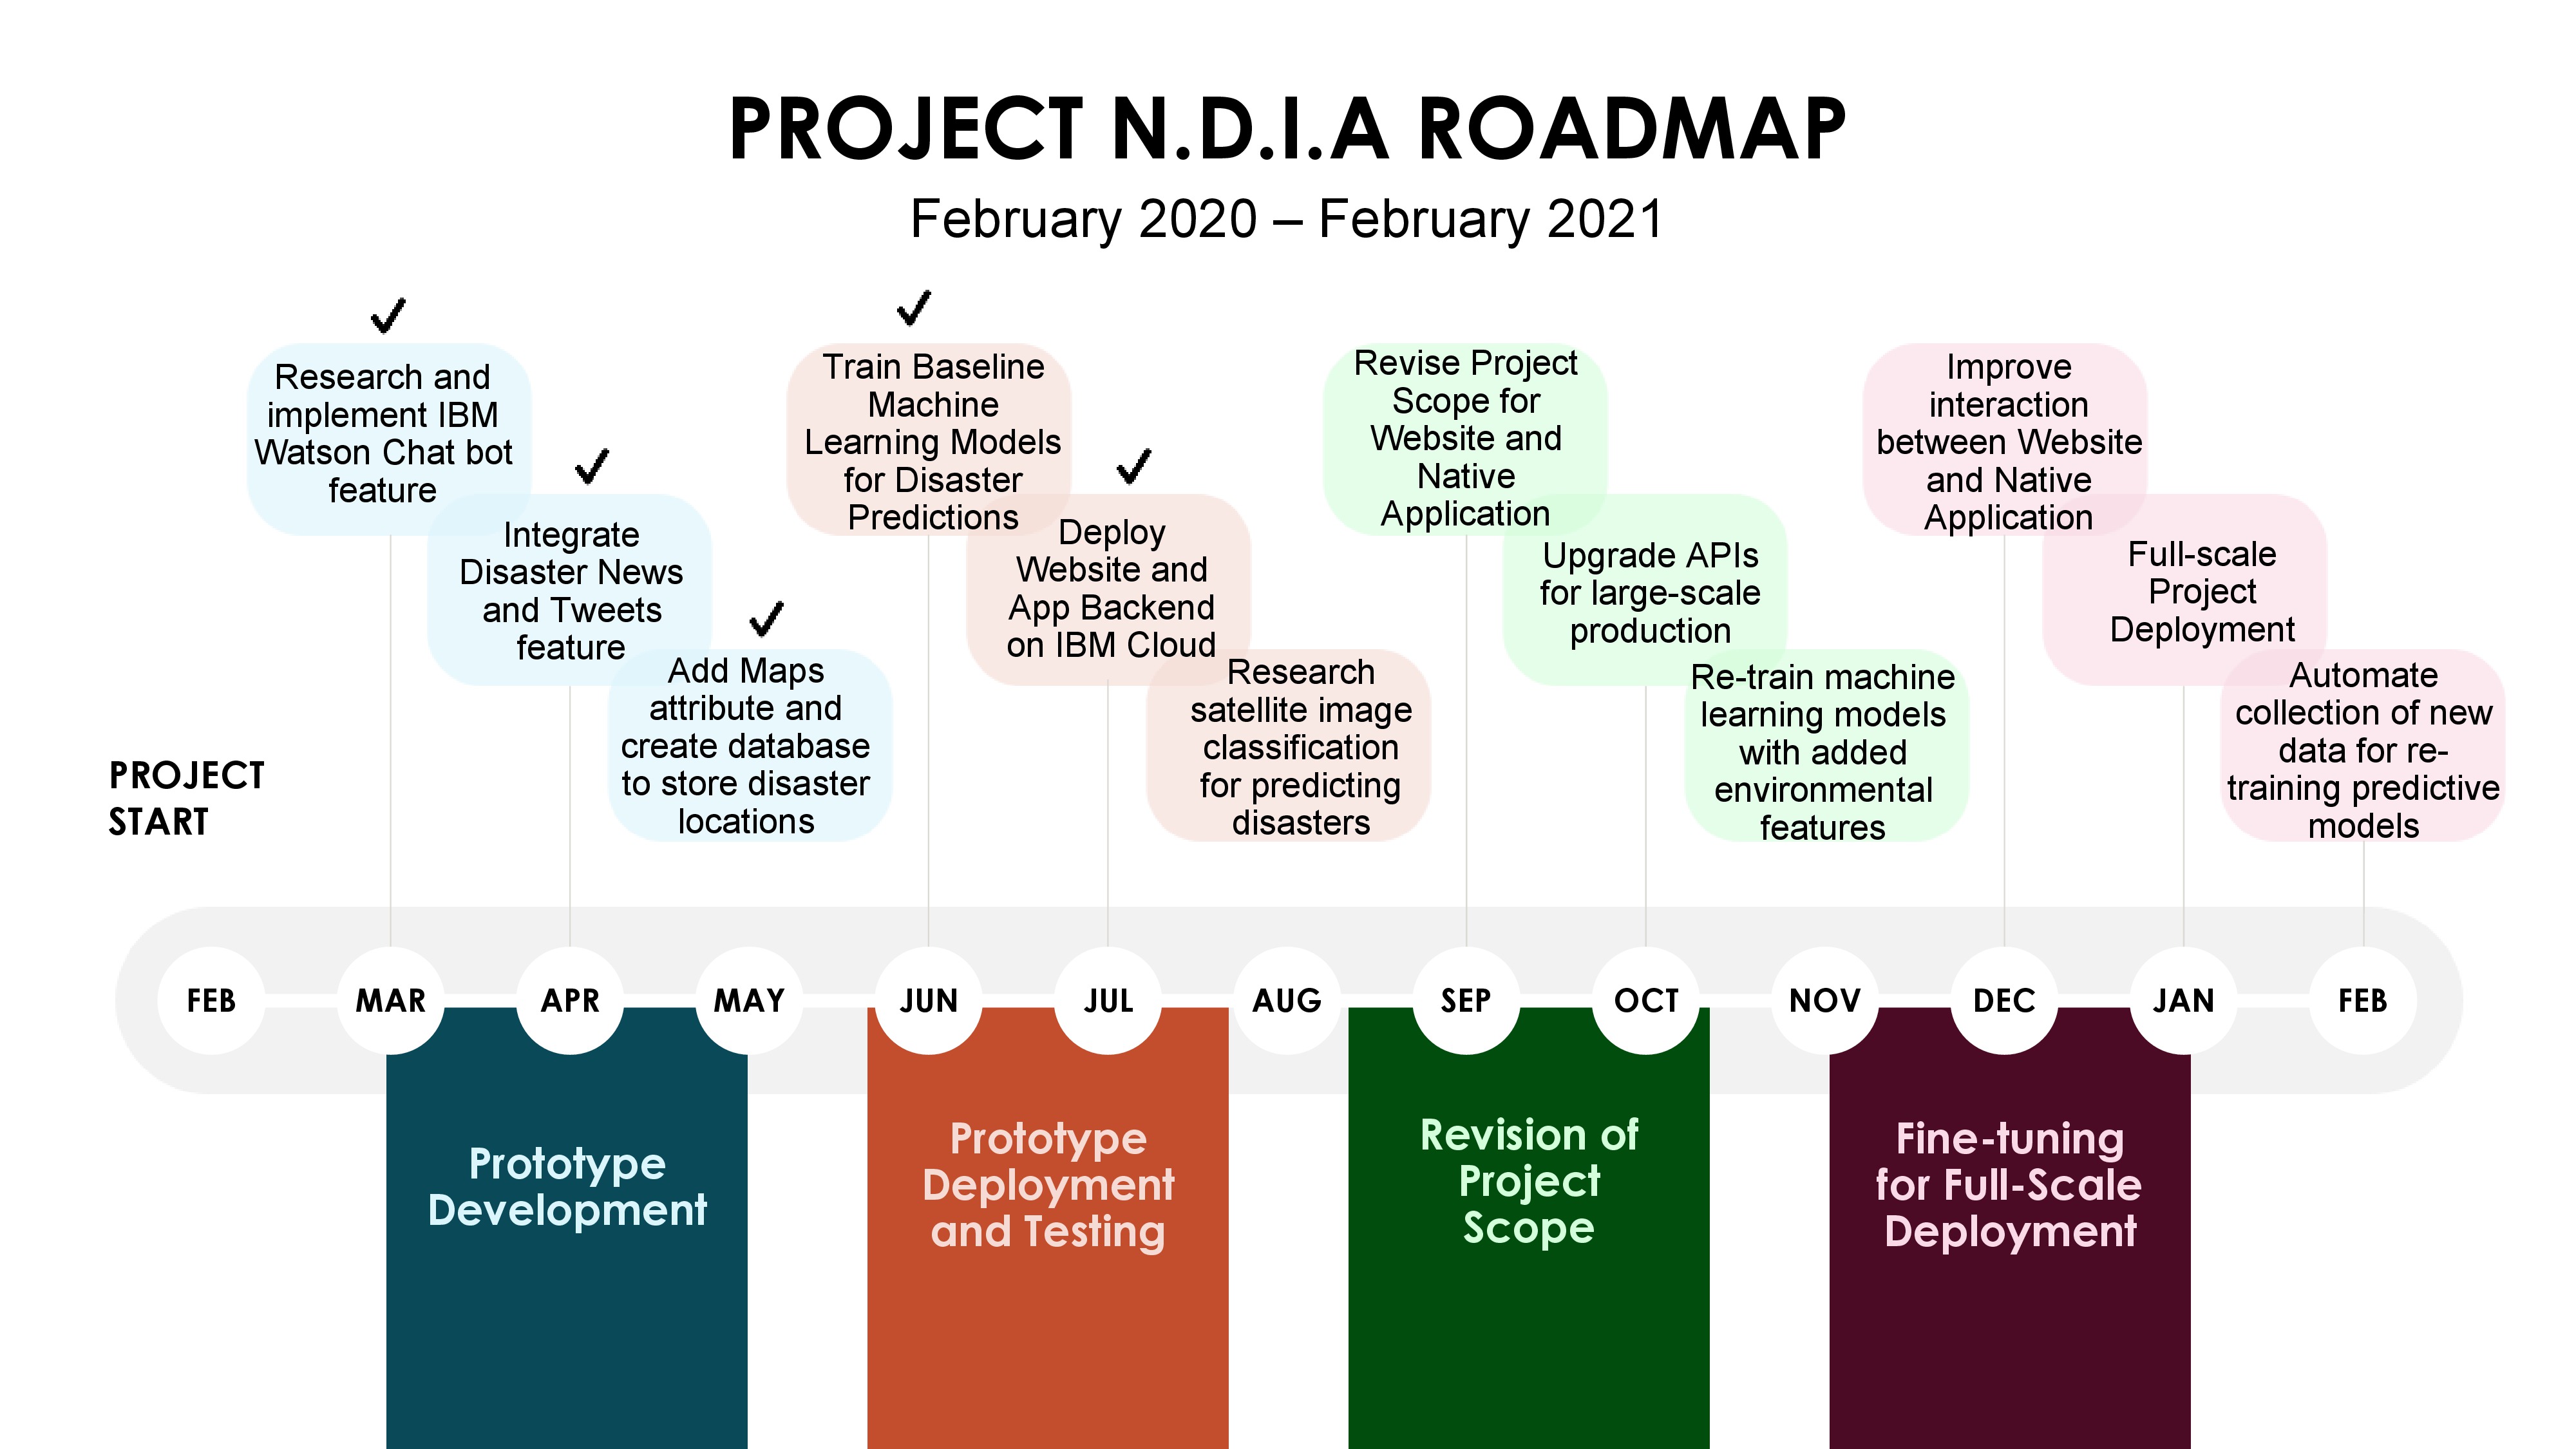 PROJECT N.D.I.A ROADMAP
February 2020 – February 2021
Research and
implement IBM
Watson Chat bot
feature
Integrate
Disaster News
and Tweets
feature
Add Maps
attribute and
create database
to store disaster
locations
Train Baseline
Machine
Learning Models
for Disaster
Predictions
Deploy
Website and
App Backend
on IBM Cloud
Research
satellite image
classification
for predicting
disasters
Revise Project
Scope for
Website and
Native
Application
Upgrade APIs
for large-scale
production
Re-train machine
learning models
with added
environmental
features
Improve
interaction
between Website
and Native
Application
Full-scale
Project
Deployment
Automate
collection of new
data for re-
training predictive
models
PROJECT
START
FEB MAR APR MAY JUN JUL AUG SEP OCT NOV DEC JAN FEB
Prototype
Development
Prototype
Deployment
and Testing
Revision of
Project
Scope
Fine-tuning
for Full-Scale
Deployment